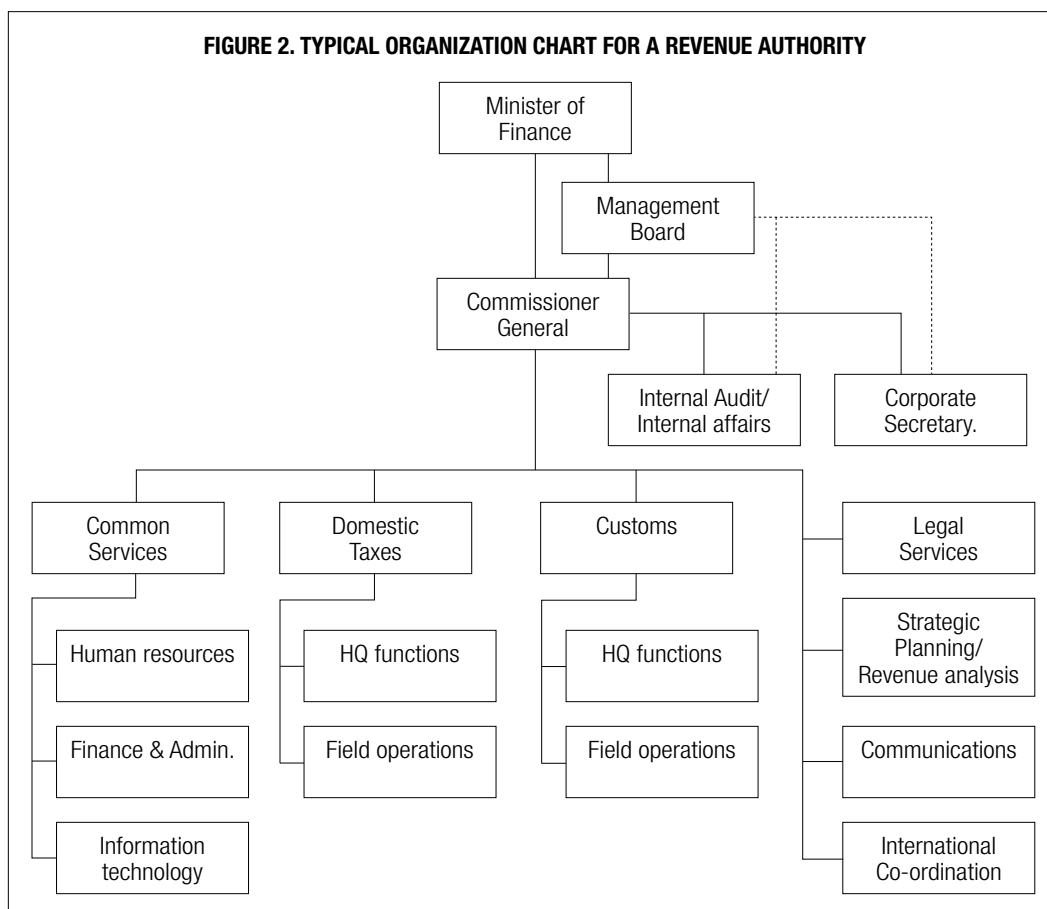 FIGURE 2. TYPICAL ORGANIZATION CHART FOR A REVENUE AUTHORITY
Minister of
Finance
Management
Board
Commissioner
General
Internal Audit/
Internal affairs
Corporate
Secretary.
Common
Services
Domestic
Taxes
Customs
Legal
Services
Human resources
HQ functions
HQ functions
Strategic
Planning/
Revenue analysis
Finance & Admin.
Field operations
Field operations
Communications
Information
technology
International
Co-ordination